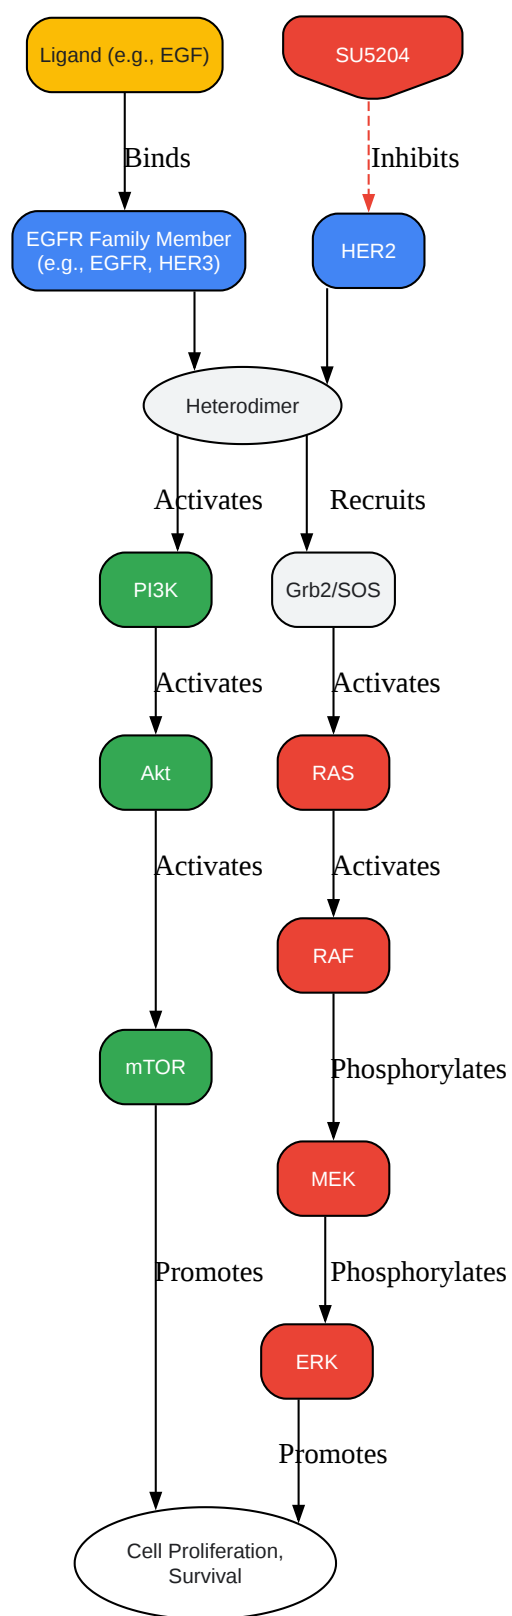 Ligand (e.g., EGF)
SU5204
Binds
Inhibits
EGFR Family Member
(e.g., EGFR, HER3)
HER2
Heterodimer
Activates
Recruits
PI3K
Grb2/SOS
Activates
Activates
Akt
RAS
Activates
Activates
RAF
mTOR
Phosphorylates
MEK
Promotes
Phosphorylates
ERK
Promotes
Cell Proliferation,
Survival